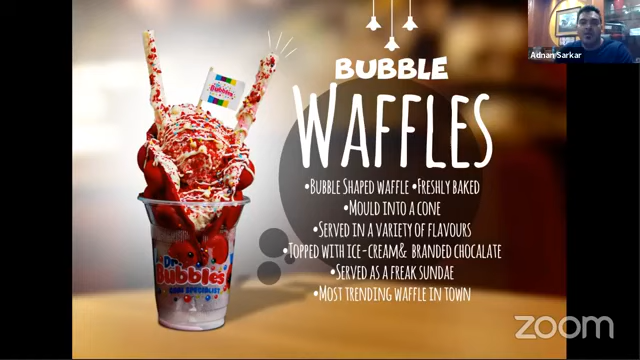 Adnan Sarkar
BUBBLE
WAFFLES
•BUBBLE SHAPED WAFFLE •FRESHLY BAKED
•MOULD INTO A CONE
•SERVED IN A VARIETY OF FLAVOURS
•TOPPED WITH ICE-CREAM& BRANDED CHOCALATE
•SERVED AS A FREAK SUNDAE
•MOST TRENDING WAFFLE IN TOWN
Bubbles
Dr.
Bubbles
zoom